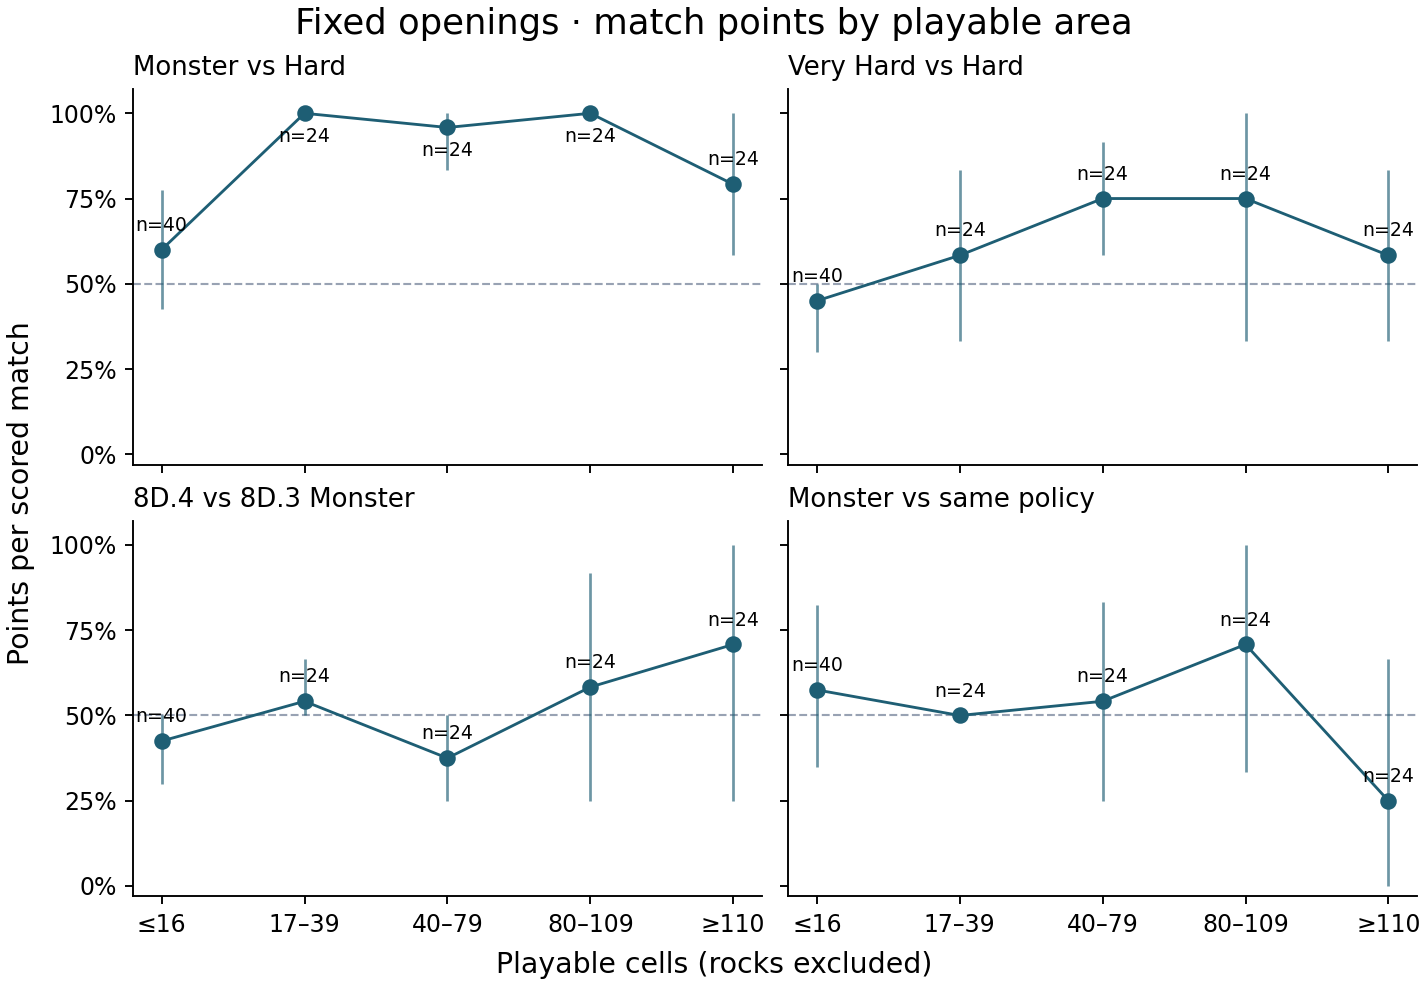 Fixed openings · match points by playable area
Monster vs Hard
Very Hard vs Hard
Points per scored match
100%
75%
50%
25%
0%
n=40
n=24
n=24
n=24
n=24
n=40
n=24
n=24
n=24
n=24
8D.4 vs 8D.3 Monster
Monster vs same policy
100%
75%
50%
25%
0%
n=40
n=24
n=24
n=24
n=24
n=40
n=24
n=24
n=24
n=24
≤16
17–39
40–79
80–109
≥110
≤16
17–39
40–79
80–109
≥110
Playable cells (rocks excluded)